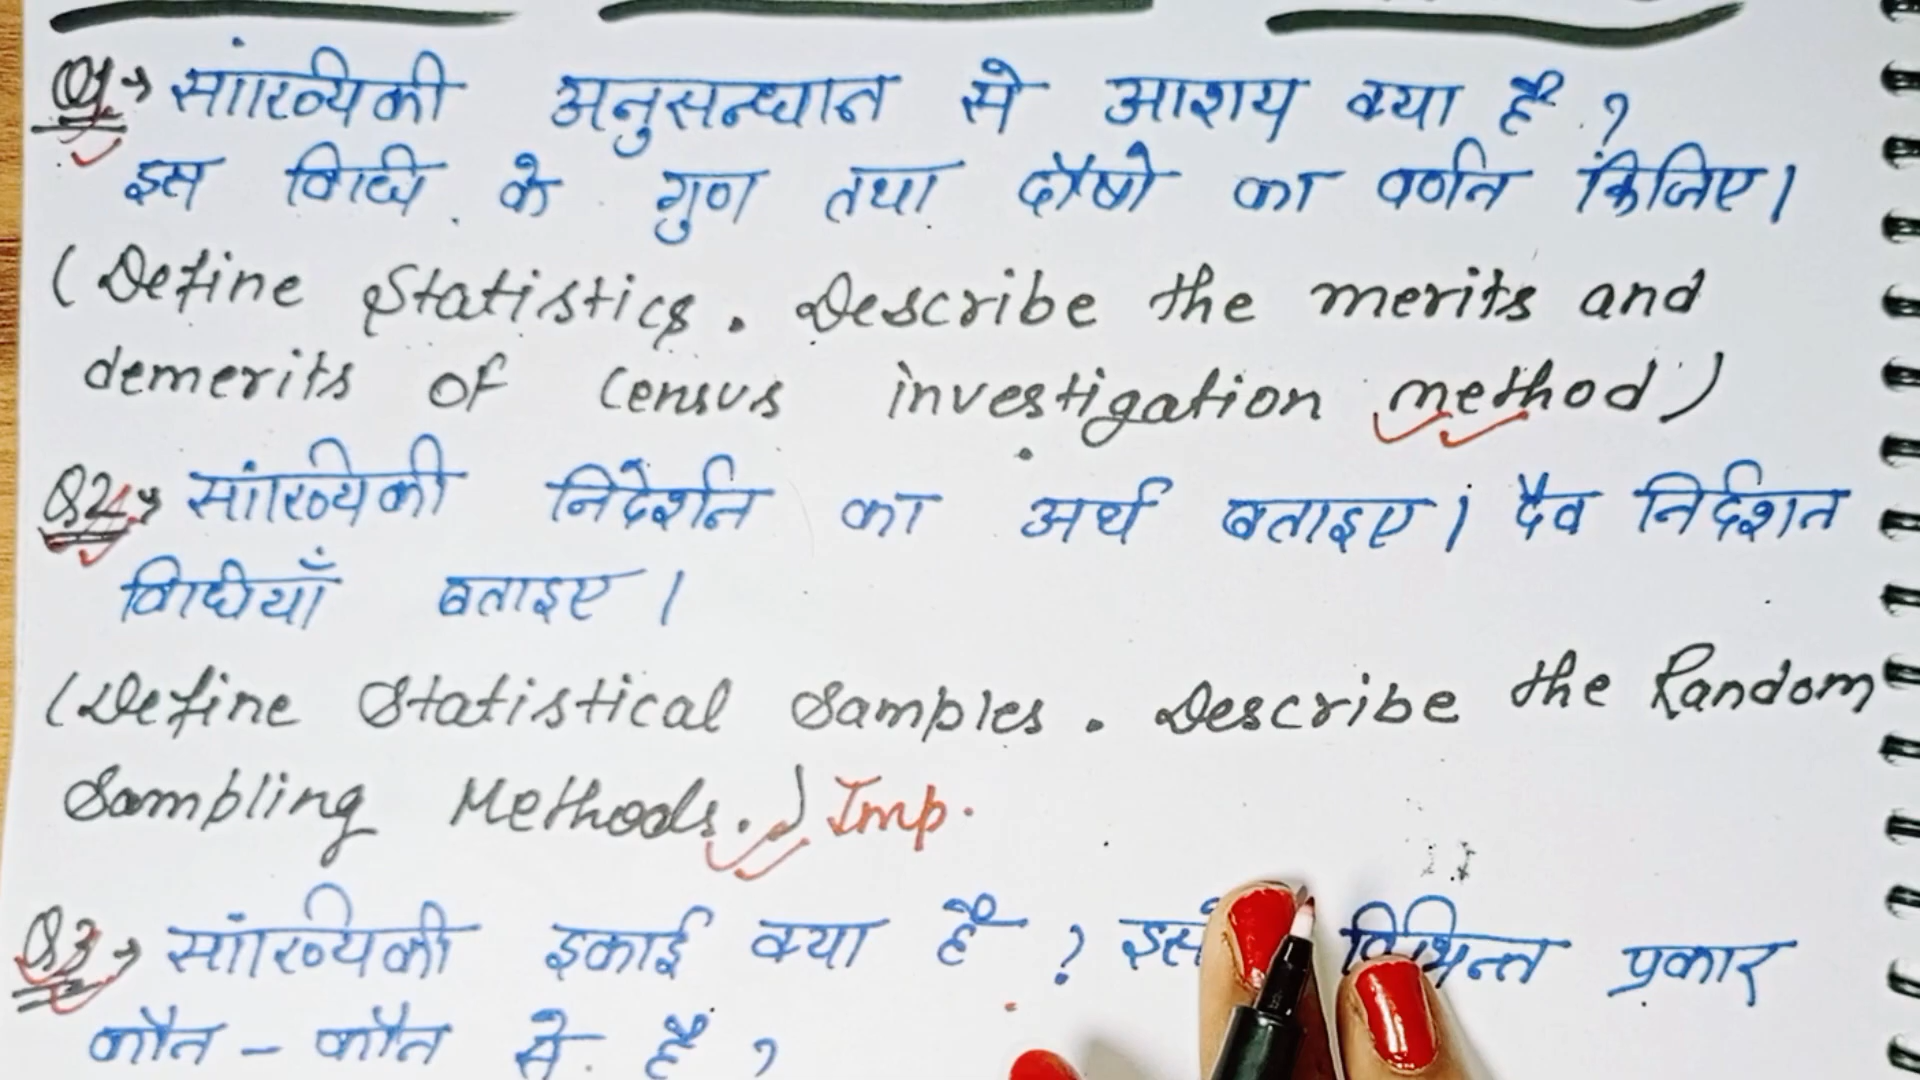 Q1→ सांख्यिकी अनुसन्धान से आशय क्या है ?
इस विधि के गुण तथा दोषो का वर्णन किजिए।
(Define Statistics. Describe the merits and
demerits of Census investigation method)
Q2→ सांख्यिकी निदेर्शन का अर्थ बताइए। दैव निर्देशन
विधीयाँ बताइए।
(Define Statistical Samples. Describe the Random
Sampling Methods.) Imp.
Q3→ सांख्यिकी इकाई क्या है ? विभिन्न प्रकार
कौन - कौन से है ?